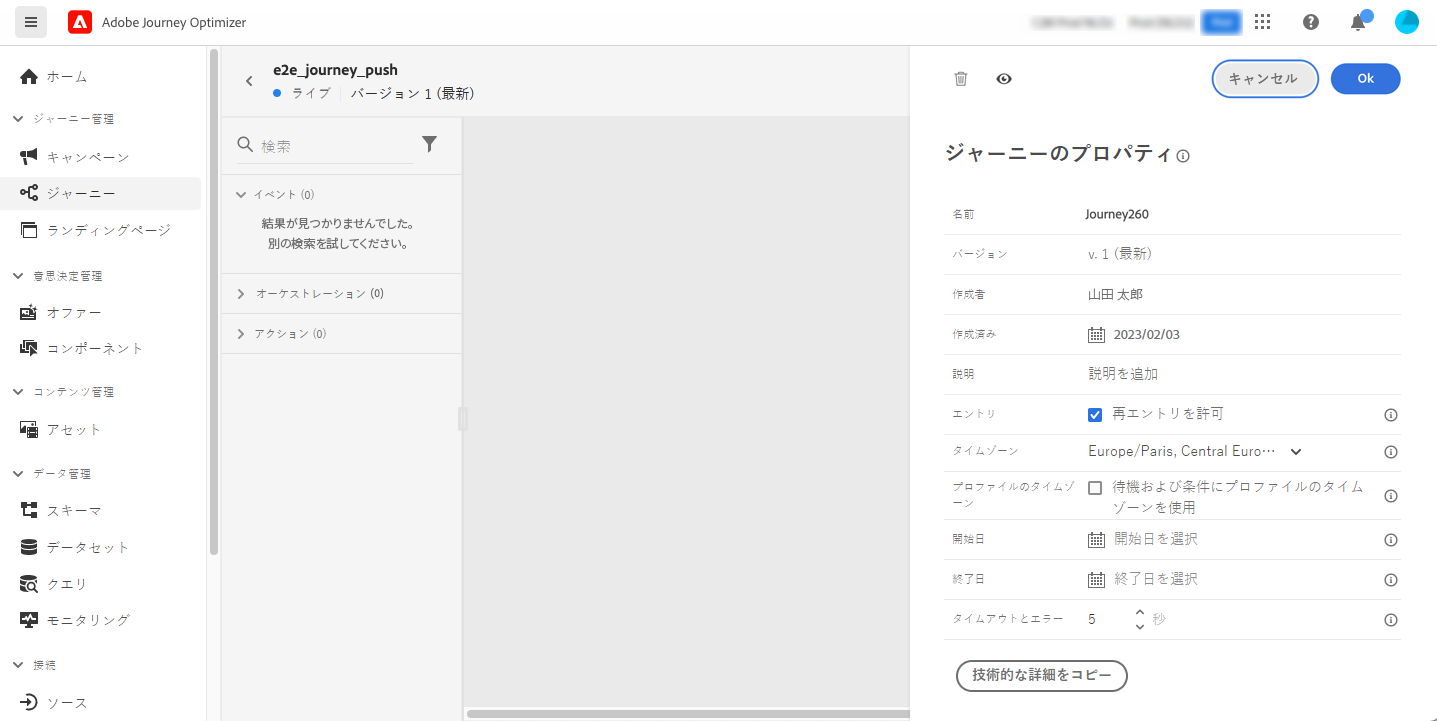 Adobe Journey Optimizer
ホーム
ジャーニー管理
キャンペーン
ジャーニー
ランディングページ
意思決定管理
オファー
コンポーネント
コンテンツ管理
アセット
データ管理
スキーマ
データセット
クエリ
モニタリング
接続
ソース
e2e_journey_push
ライブ バージョン 1 (最新)
検索
イベント (0)
結果が見つかりませんでした。
別の検索を試してください。
オーケストレーション (0)
アクション (0)
キャンセル Ok
ジャーニーのプロパティ
名前 Journey260
バージョン v. 1 (最新)
作成者 山田 太郎
作成済み 2023/02/03
説明 説明を追加
エントリ 再エントリを許可
タイムゾーン Europe/Paris, Central Euro…
プロファイルのタイムゾ
ーン
待機および条件にプロファイルのタイム
ゾーンを使用
開始日 開始日を選択
終了日 終了日を選択
タイムアウトとエラー 5 秒
技術的な詳細をコピー